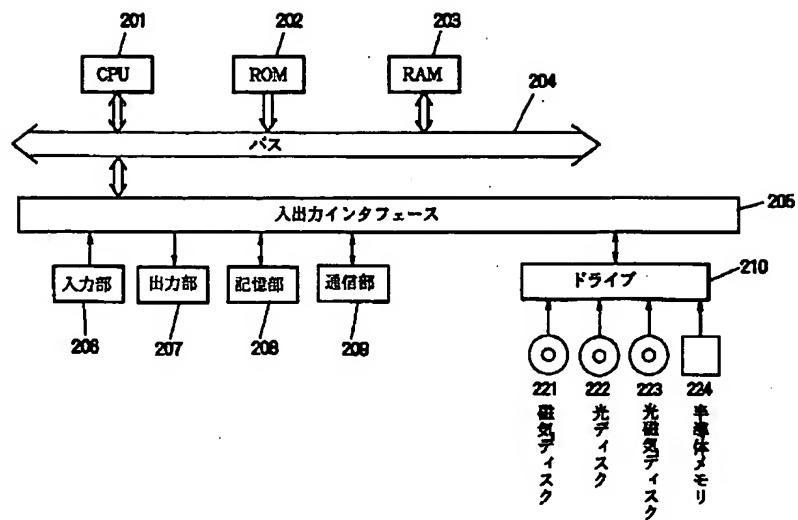 201
202
203
CPU
ROM
RAM
204
バス
205
入出力インタフェース
入力部
出力部
記憶部
通信部
ドライブ
210
206
207
208
209
221
222
223
224
磁気ディスク
光ディスク
光磁気ディスク
半導体メモリ